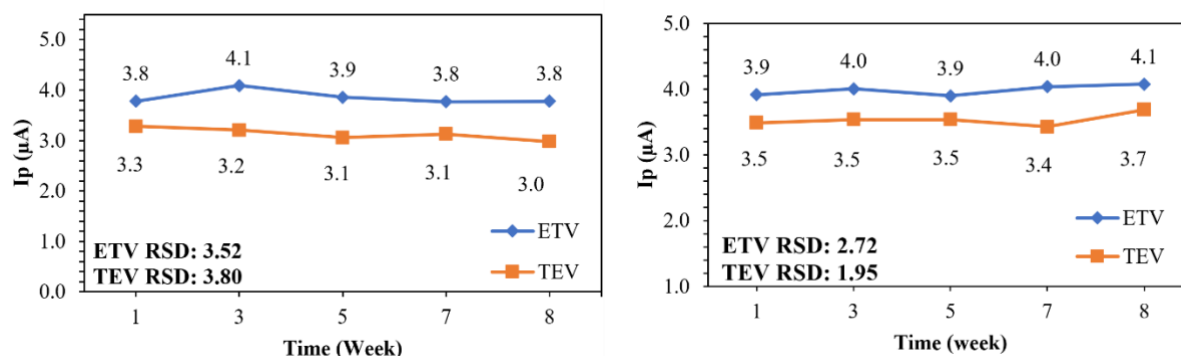 5.0
4.0
3.0
2.0
1.0
0.0
Ip (µA)
3.8 4.1 3.9 3.8 3.8
3.3 3.2 3.1 3.1 3.0
ETV
TEV
ETV RSD: 3.52
TEV RSD: 3.80
1 3 5 7 8
Time (Week)
5.0
4.0
3.0
2.0
1.0
Ip (µA)
3.9 4.0 3.9 4.0 4.1
3.5 3.5 3.5 3.4 3.7
ETV
TEV
ETV RSD: 2.72
TEV RSD: 1.95
1 3 5 7 8
Time (week)